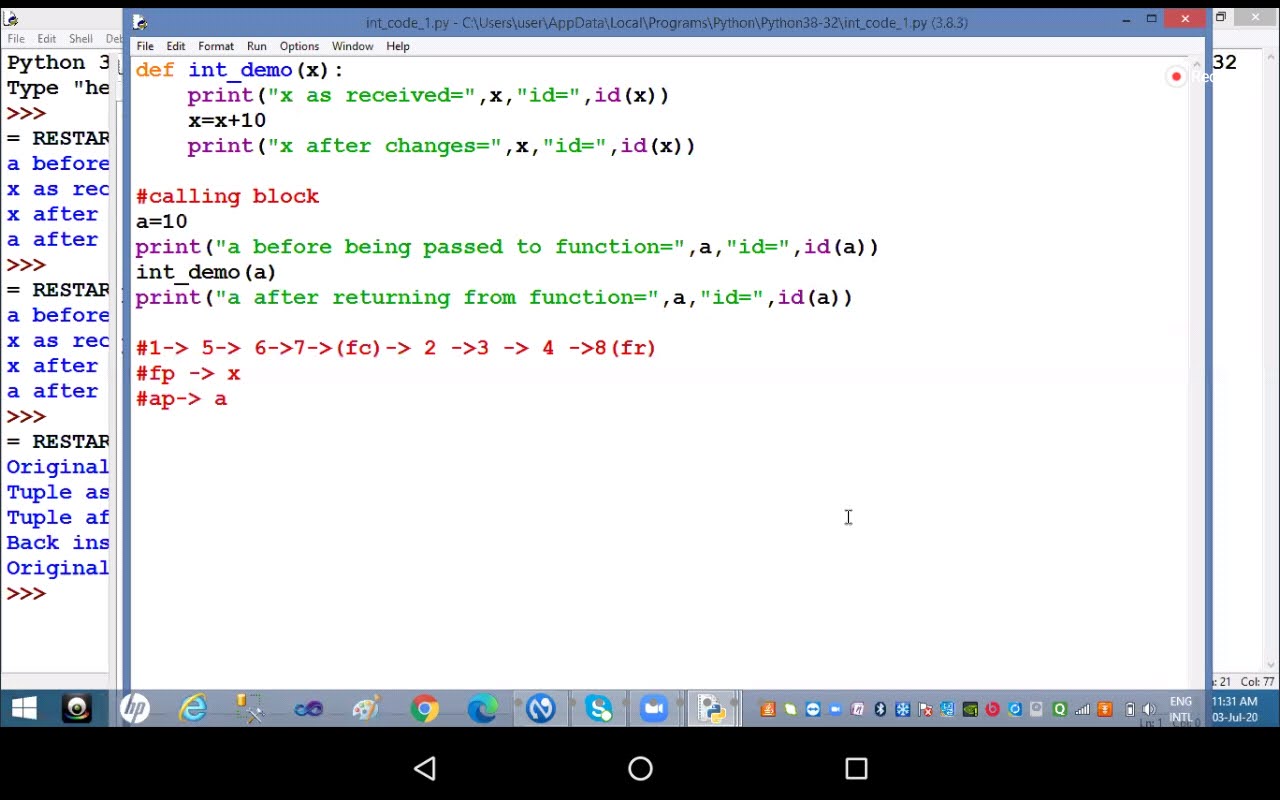 int_code_1.py - C:\Users\user\AppData\Local\Programs\Python\Python38-32\int_code_1.py (3.8.3)
File Edit Shell
File Edit Format Run Options Window Help
Python 3
32
Type "he
>>>
= RESTAR
a before
x as rec
x after
a after
>>>
= RESTAR
a before
x as rec
x after
a after
>>>
= RESTAR
Original
Tuple as
Tuple af
Back ins
Original
>>>
def int_demo(x):
print("x as received=",x,"id=",id(x))
x=x+10
print("x after changes=",x,"id=",id(x))
#calling block
a=10
print("a before being passed to function=",a,"id=",id(a))
int_demo(a)
print("a after returning from function=",a,"id=",id(a))
#1-> 5-> 6->7->(fc)-> 2 ->3 -> 4 ->8(fr)
#fp -> x
#ap-> a
: 21 Col: 77
ENG
INTL
11:31 AM
03-Jul-20